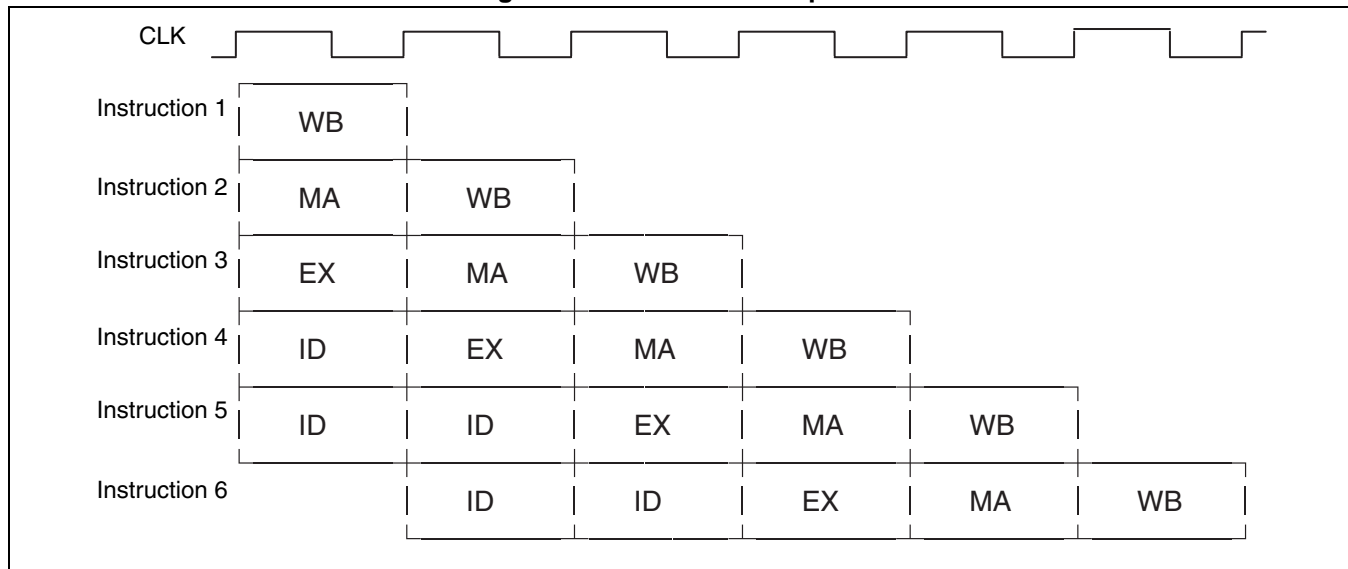 CLK
Instruction 1 WB
Instruction 2 MA WB
Instruction 3 EX MA WB
Instruction 4 ID EX MA WB
Instruction 5 ID ID EX MA WB
Instruction 6 ID ID EX MA WB